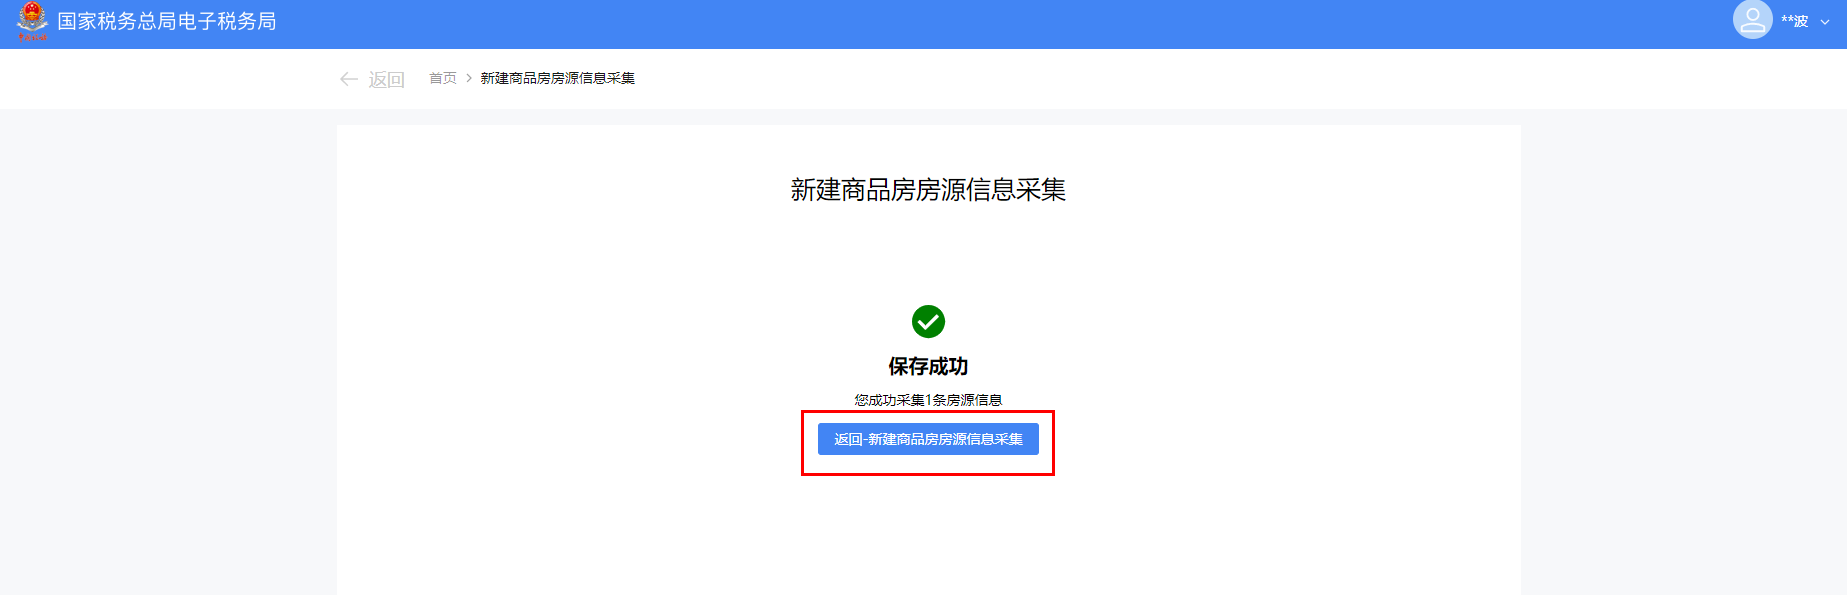 国家税务总局电子税务局
**波
返回 首页 > 新建商品房房源信息采集
新建商品房房源信息采集
保存成功
您成功采集1条房源信息
返回-新建商品房房源信息采集